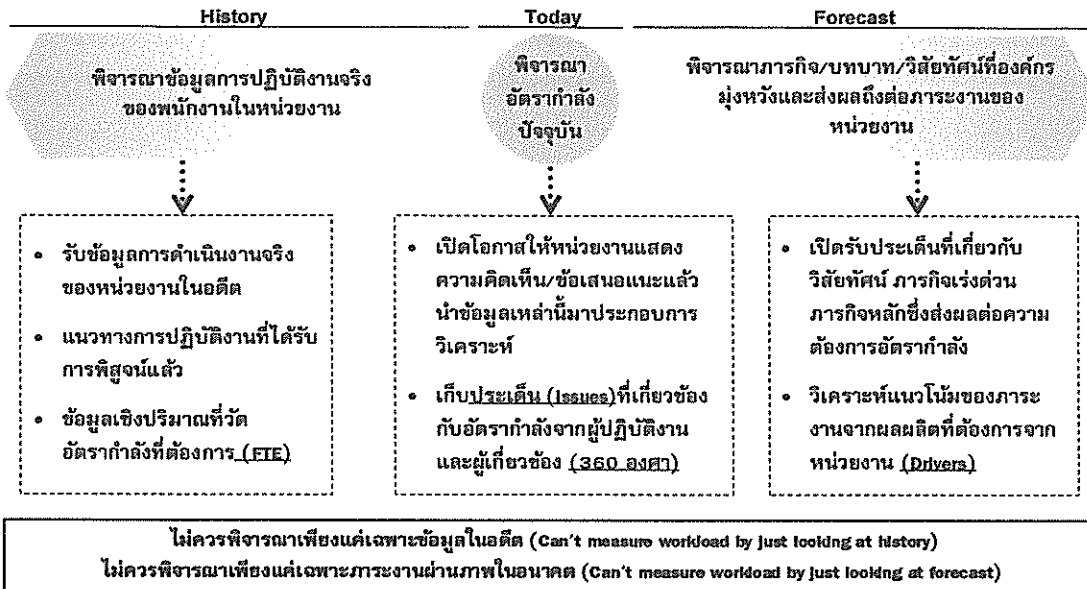 History
Today
Forecast
พิจารณาข้อมูลการปฏิบัติงานจริง
ของพนักงานในหน่วยงาน
พิจารณา
อัตรากำลัง
ปัจจุบัน
พิจารณาภารกิจ/บทบาท/วิสัยทัศน์ที่องค์กร
มุ่งหวังและส่งผลถึงต่อภาระงานของ
หน่วยงาน
• รับข้อมูลการดำเนินงานจริง
ของหน่วยงานในอดีต
• แนวทางการปฏิบัติงานที่ได้รับ
การพิสูจน์แล้ว
• ข้อมูลเชิงปริมาณที่วัด
อัตรากำลังที่ต้องการ (FTE)
• เปิดโอกาสให้หน่วยงานแสดง
ความคิดเห็น/ข้อเสนอแนะแล้ว
นำข้อมูลเหล่านี้มาประกอบการ
วิเคราะห์
• เก็บประเด็น (Issues)ที่เกี่ยวข้อง
กับอัตรากำลังจากผู้ปฏิบัติงาน
และผู้เกี่ยวข้อง (360 องศา)
• เปิดรับประเด็นที่เกี่ยวกับ
วิสัยทัศน์ ภารกิจเร่งด่วน
ภารกิจหลักซึ่งส่งผลต่อความ
ต้องการอัตรากำลัง
• วิเคราะห์แนวโน้มของภาระ
งานจากผลผลิตที่ต้องการจาก
หน่วยงาน (Drivers)
ไม่ควรพิจารณาเพียงแค่เฉพาะข้อมูลในอดีต (Can't measure workload by just looking at history)
ไม่ควรพิจารณาเพียงแค่เฉพาะภาระงานผ่านภาพในอนาคต (Can't measure workload by just looking at forecast)